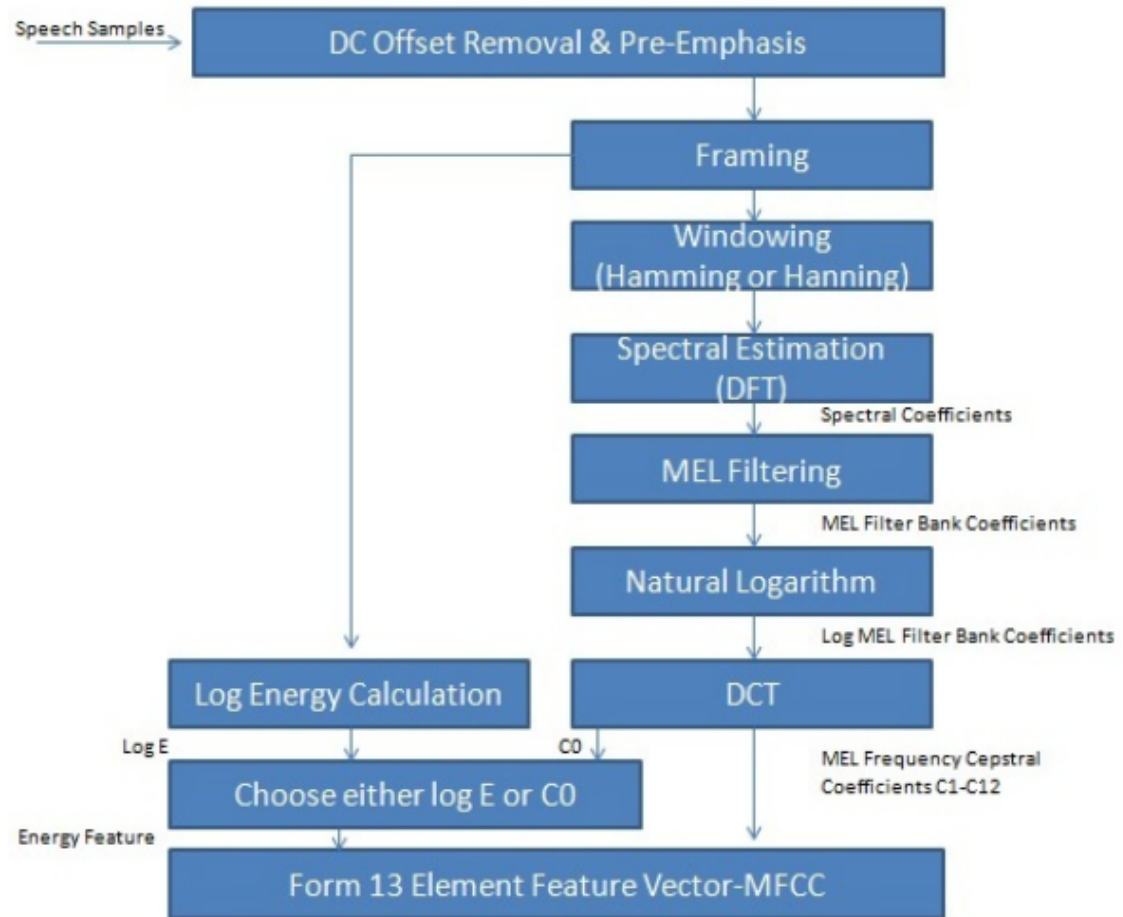 Speech Samples
DC Offset Removal & Pre-Emphasis
Framing
Windowing
(Hamming or Hanning)
Spectral Estimation
(DFT)
Spectral Coefficients
MEL Filtering
MEL Filter Bank Coefficients
Natural Logarithm
Log MEL Filter Bank Coefficients
Log Energy Calculation
DCT
Log E
C0
MEL Frequency Cepstral
Coefficients C1-C12
Choose either log E or C0
Energy Feature
Form 13 Element Feature Vector-MFCC